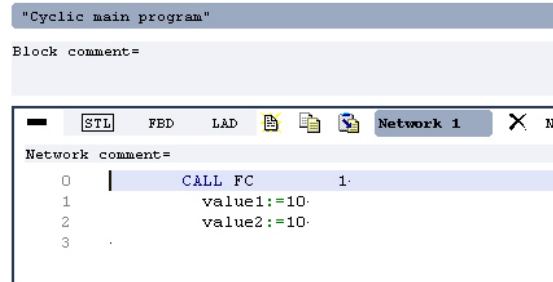 "Cyclic main program"
Block comment=
STL FBD LAD Network 1 N
Network comment=
0 CALL FC 1
1 value1:=10
2 value2:=10
3